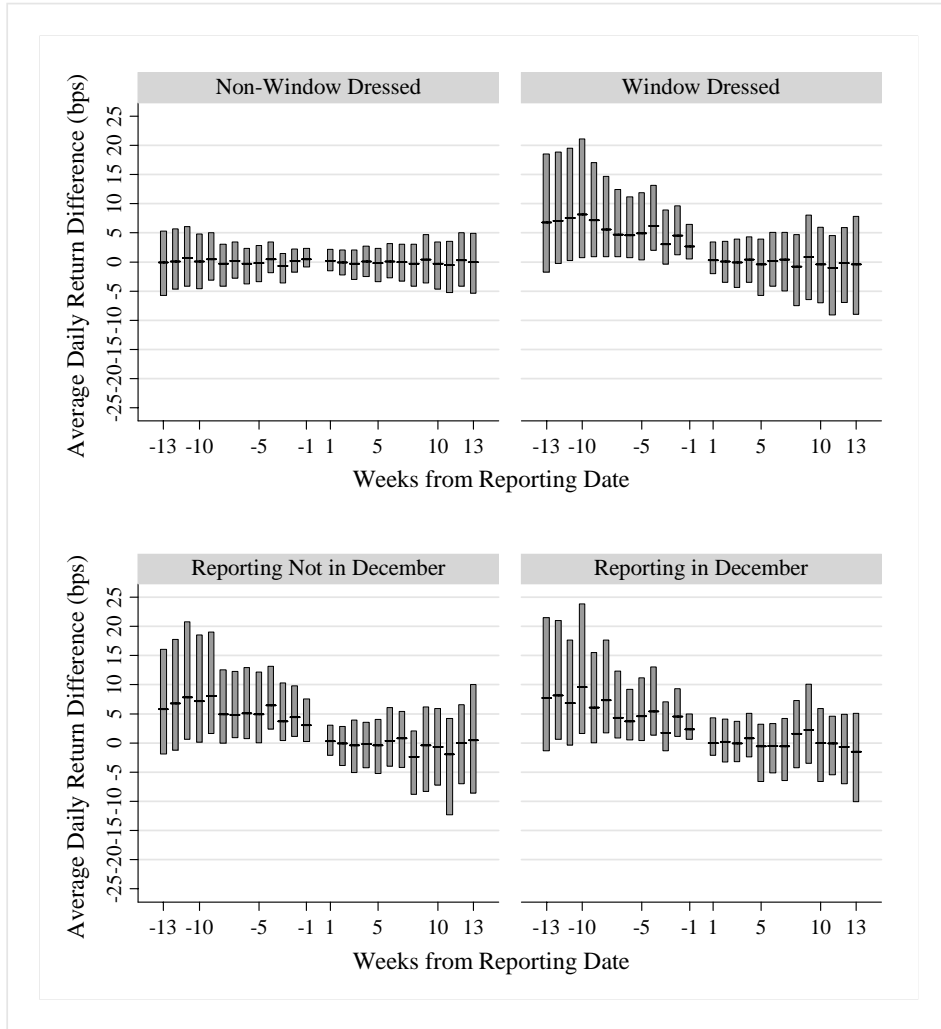 Non-Window Dressed
Window Dressed
Average Daily Return Difference (bps)
25
20
15
10
5
0
-5
-10
-15
-20
-25
-13 -10 -5 -1 1 5 10 13
-13 -10 -5 -1 1 5 10 13
Weeks from Reporting Date
Reporting Not in December
Reporting in December
Average Daily Return Difference (bps)
25
20
15
10
5
0
-5
-10
-15
-20
-25
-13 -10 -5 -1 1 5 10 13
-13 -10 -5 -1 1 5 10 13
Weeks from Reporting Date